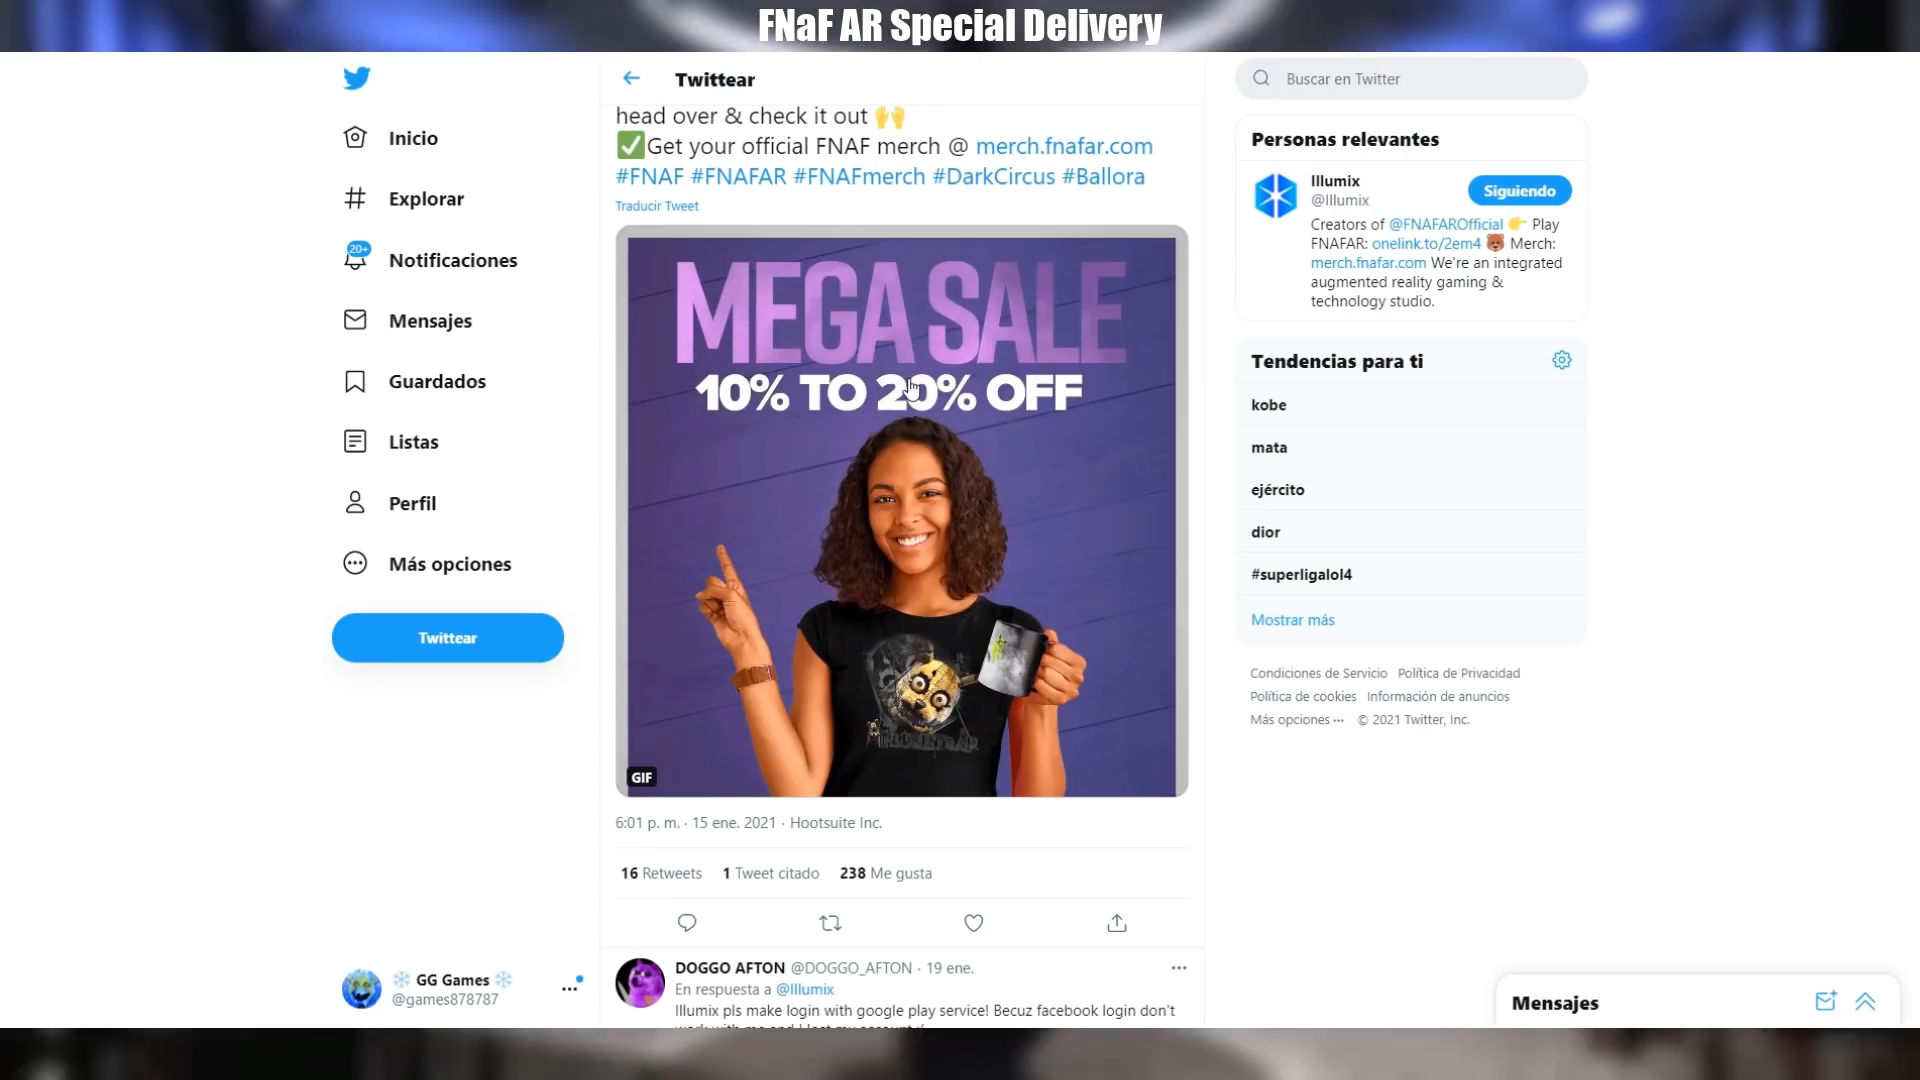 FNaF AR Special Delivery
Twittear
Buscar en Twitter
Inicio
Explorar
20+
Notificaciones
Mensajes
Guardados
Listas
Perfil
Más opciones
Twittear
head over & check it out 🙌
✅Get your official FNAF merch @ merch.fnafar.com
#FNAF #FNAFAR #FNAFmerch #DarkCircus #Ballora
Traducir Tweet
MEGA SALE
10% TO 20% OFF
GIF
6:01 p. m. · 15 ene. 2021 · Hootsuite Inc.
16 Retweets 1 Tweet citado 238 Me gusta
DOGGO AFTON @DOGGO_AFTON · 19 ene.
En respuesta a @Illumix
Illumix pls make login with google play service! Becuz facebook login don't
Personas relevantes
Illumix
@Illumix
Siguiendo
Creators of @FNAFAROfficial 👉 Play
FNAFAR: onelink.to/2em4 🐻 Merch:
merch.fnafar.com We're an integrated
augmented reality gaming &
technology studio.
Tendencias para ti
kobe
mata
ejército
dior
#superligalol4
Mostrar más
Condiciones de Servicio Política de Privacidad
Política de cookies Información de anuncios
Más opciones ··· © 2021 Twitter, Inc.
❄️ GG Games ❄️
@games878787
Mensajes